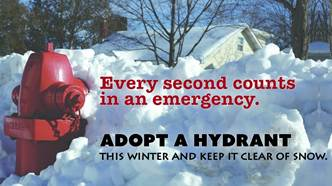 Every second counts
in an emergency.
ADOPT A HYDRANT
THIS WINTER AND KEEP IT CLEAR OF SNOW.